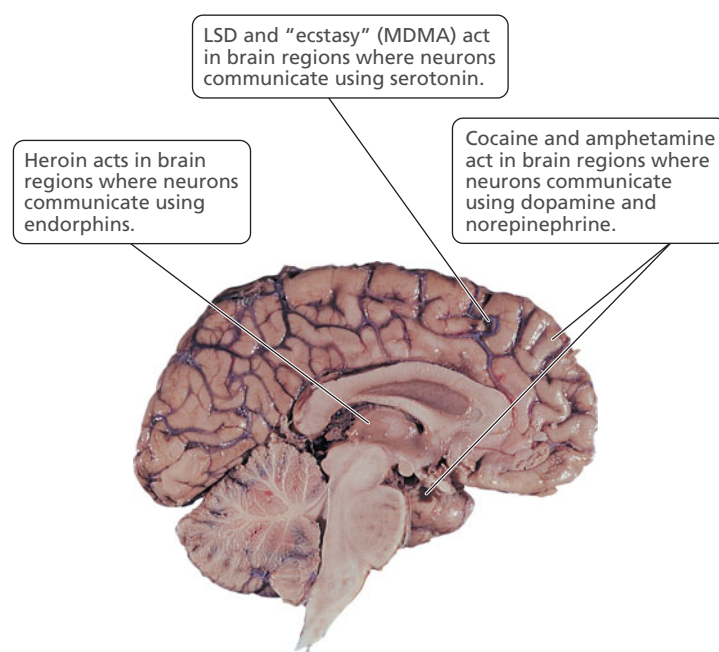 LSD and “ecstasy” (MDMA) act
in brain regions where neurons
communicate using serotonin.
Heroin acts in brain
regions where neurons
communicate using
endorphins.
Cocaine and amphetamine
act in brain regions where
neurons communicate
using dopamine and
norepinephrine.